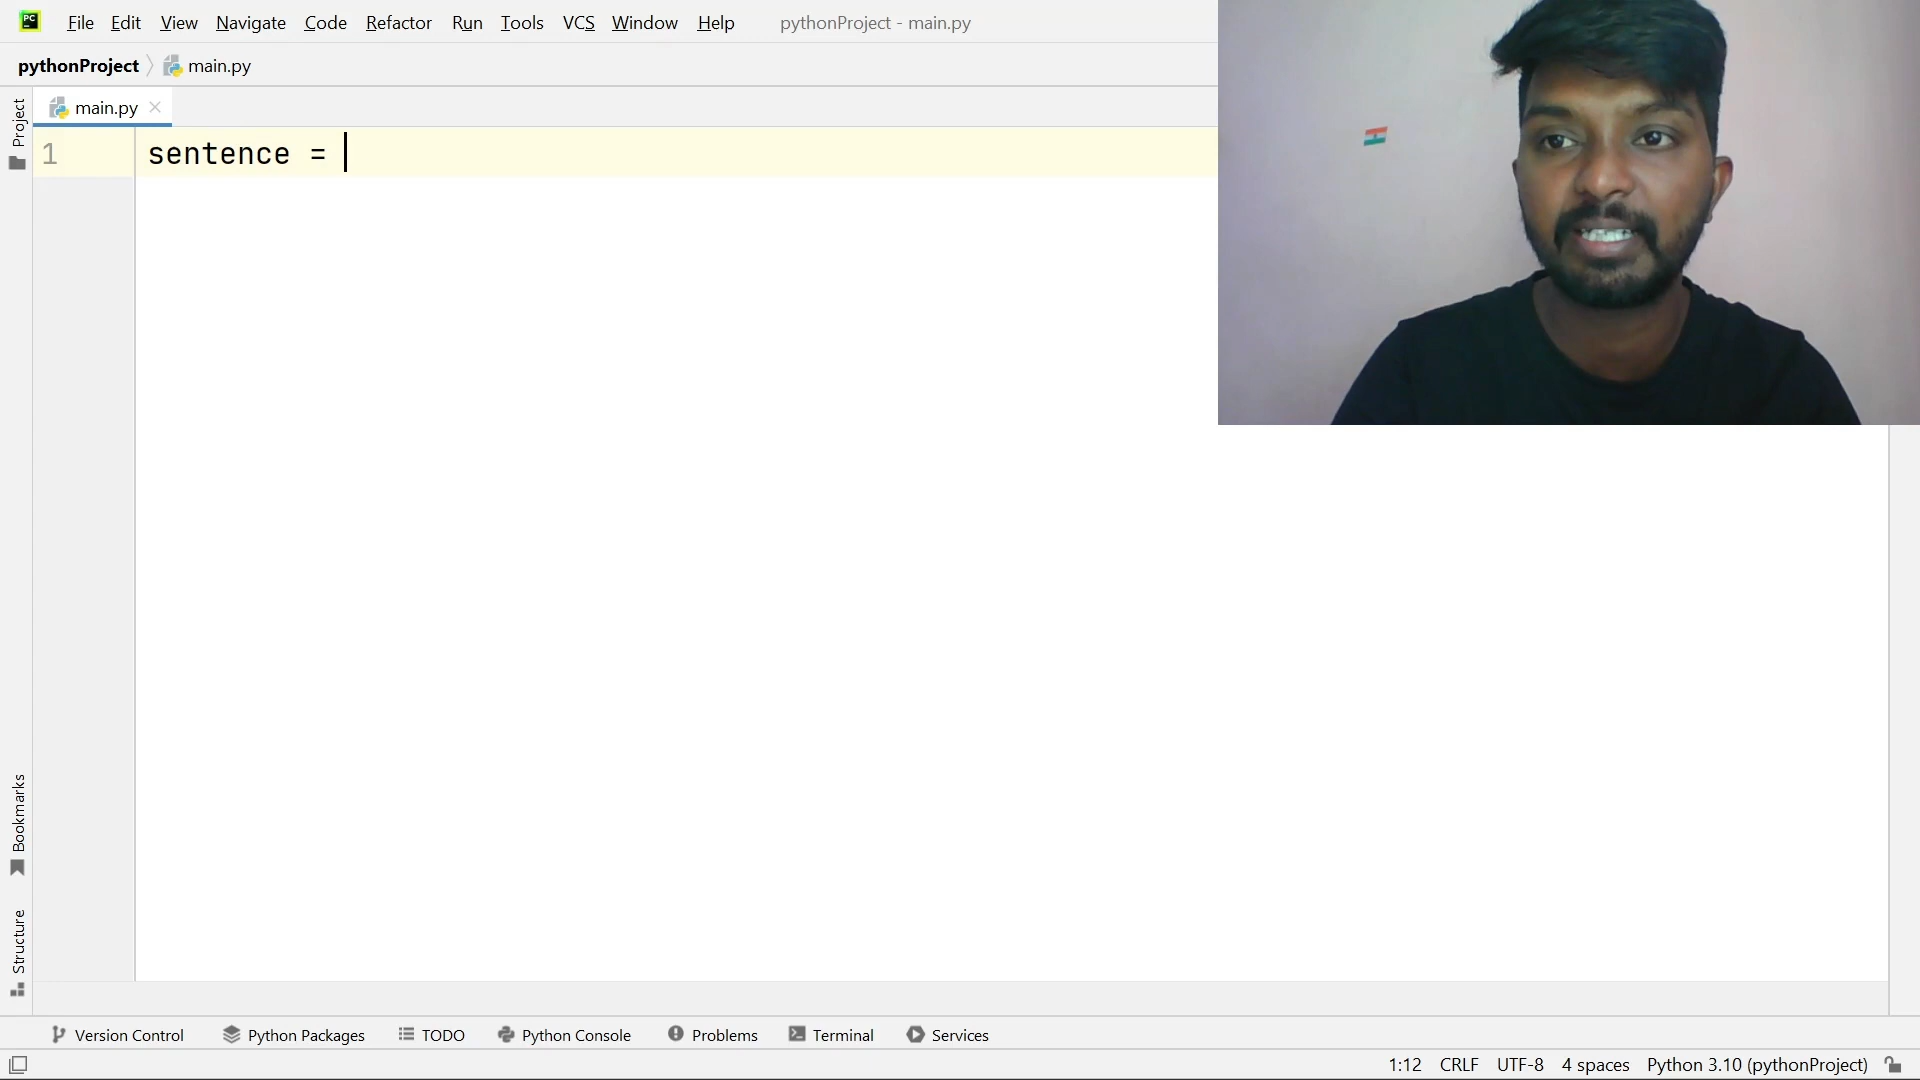 PC File Edit View Navigate Code Refactor Run Tools VCS Window Help pythonProject - main.py
pythonProject main.py
Project
main.py
1 sentence =
Bookmarks
Structure
Version Control Python Packages TODO Python Console Problems Terminal Services
1:12 CRLF UTF-8 4 spaces Python 3.10 (pythonProject)